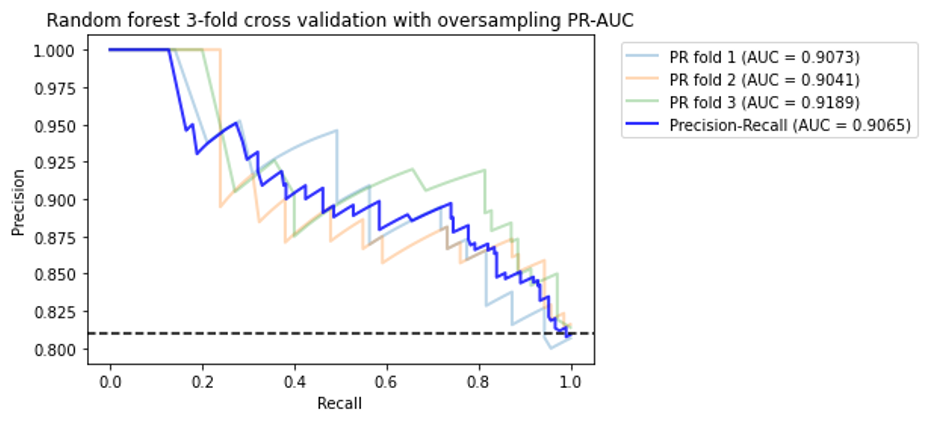 Random forest 3-fold cross validation with oversampling PR-AUC
1.000
0.975
0.950
0.925
0.900
0.875
0.850
0.825
0.800
Precision
0.0 0.2 0.4 0.6 0.8 1.0
Recall
PR fold 1 (AUC = 0.9073)
PR fold 2 (AUC = 0.9041)
PR fold 3 (AUC = 0.9189)
Precision-Recall (AUC = 0.9065)